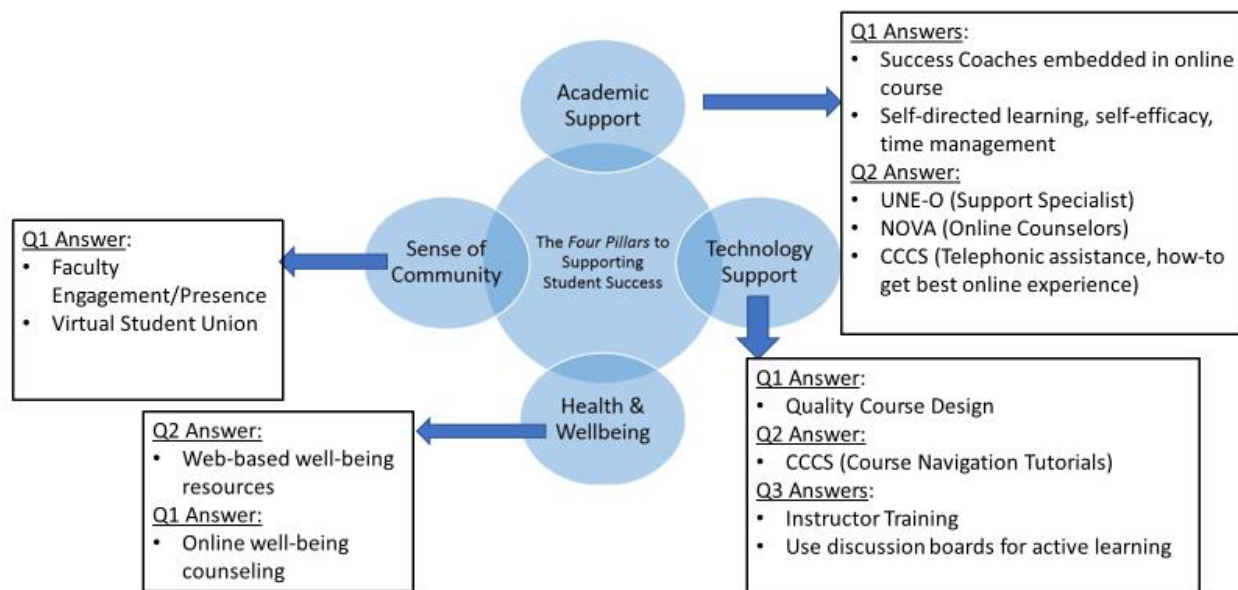 Academic
Support
Sense of
Community
The Four Pillars to
Supporting
Student Success
Technology
Support
Health &
Wellbeing
Q1 Answers:
• Success Coaches embedded in online
course
• Self-directed learning, self-efficacy,
time management
Q2 Answer:
• UNE-O (Support Specialist)
• NOVA (Online Counselors)
• CCCS (Telephonic assistance, how-to
get best online experience)
Q1 Answer:
• Faculty
Engagement/Presence
• Virtual Student Union
Q2 Answer:
• Web-based well-being
resources
Q1 Answer:
• Online well-being
counseling
Q1 Answer:
• Quality Course Design
Q2 Answer:
• CCCS (Course Navigation Tutorials)
Q3 Answers:
• Instructor Training
• Use discussion boards for active learning